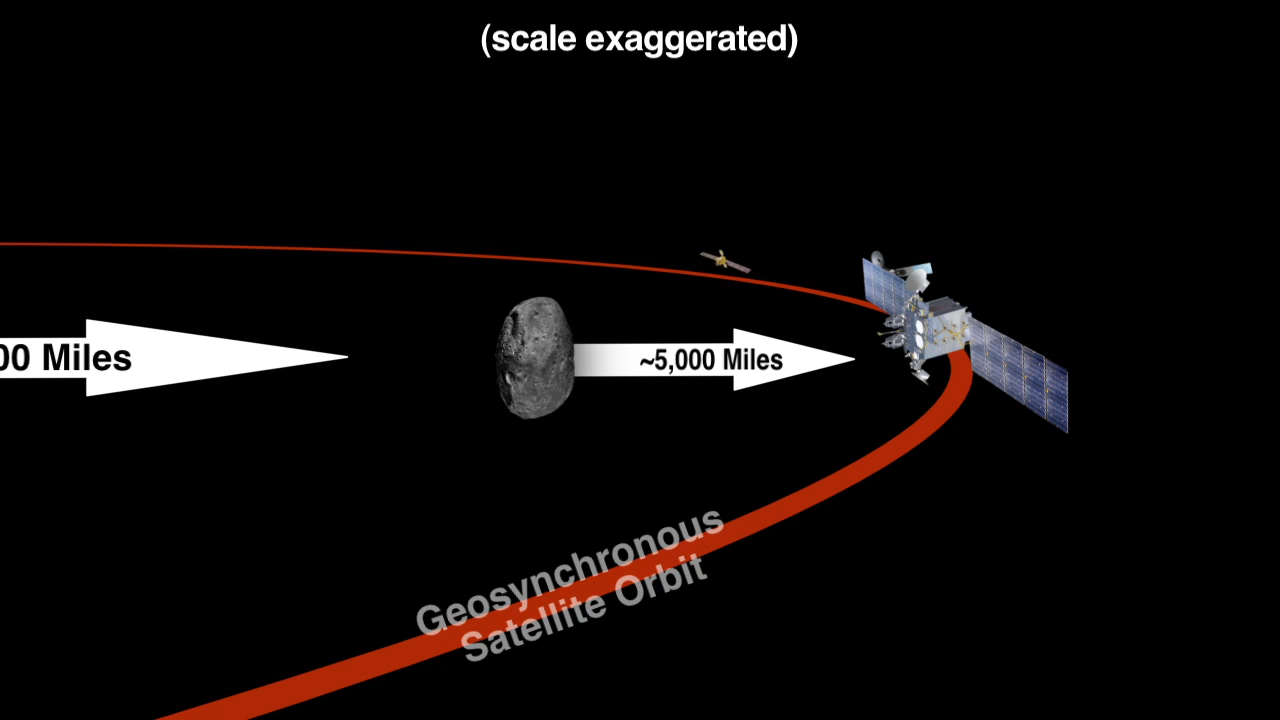 (scale exaggerated)
00 Miles
~5,000 Miles
Geosynchronous
Satellite Orbit